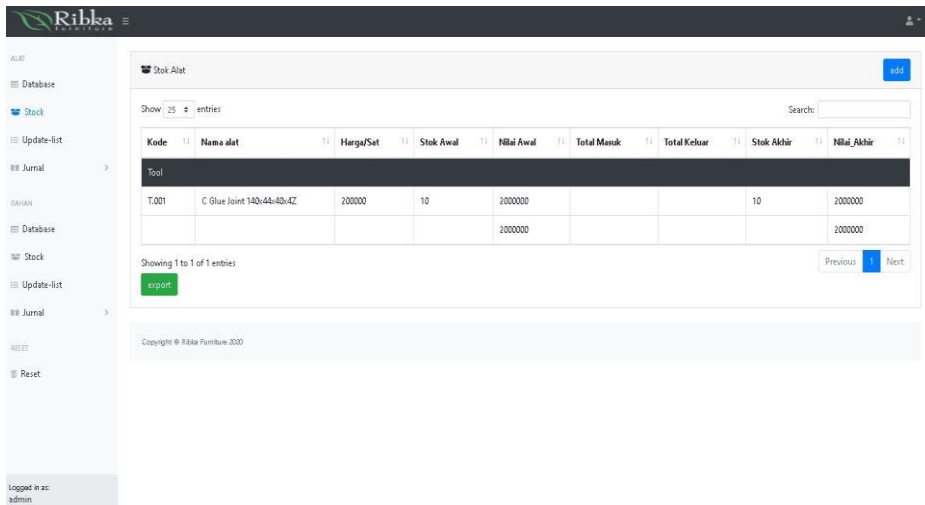 Ribka
furniture
ALAT
Database
Stock
Update-list
Jurnal
BAHAN
Database
Stock
Update-list
Jurnal
RESET
Reset
Logged in as:
admin
Stok Alat
add
Show 25 entries
Search:
Kode Nama alat Harga/Sat Stok Awal Nilai Awal Total Masuk Total Keluar Stok Akhir Nilai_Akhir
Tool
T.001 C Glue Joint 140x44x40x4Z 200000 10 2000000 10 2000000
2000000 2000000
Showing 1 to 1 of 1 entries
Previous 1 Next
export
Copyright © Ribka Furniture 2020